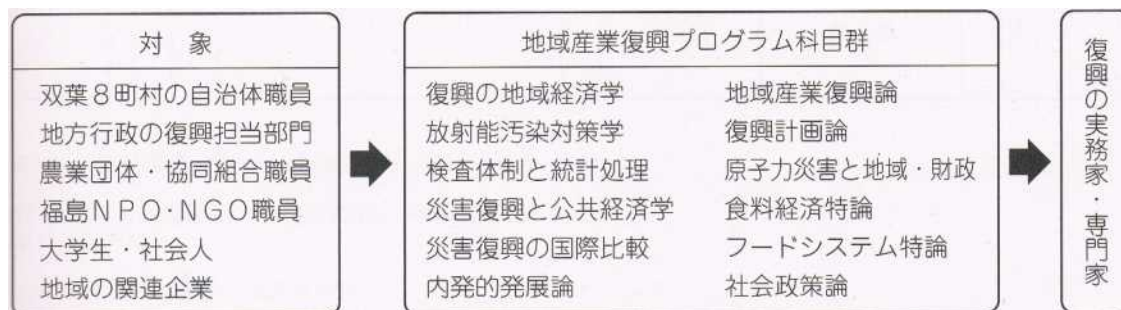 対 象
双葉8町村の自治体職員
地方行政の復興担当部門
農業団体・協同組合職員
福島NPO・NGO職員
大学生・社会人
地域の関連企業
地域産業復興プログラム科目群
復興の地域経済学
放射能汚染対策学
検査体制と統計処理
災害復興と公共経済学
災害復興の国際比較
内発的発展論
地域産業復興論
復興計画論
原子力災害と地域・財政
食料経済特論
フードシステム特論
社会政策論
復興の実務家・専門家